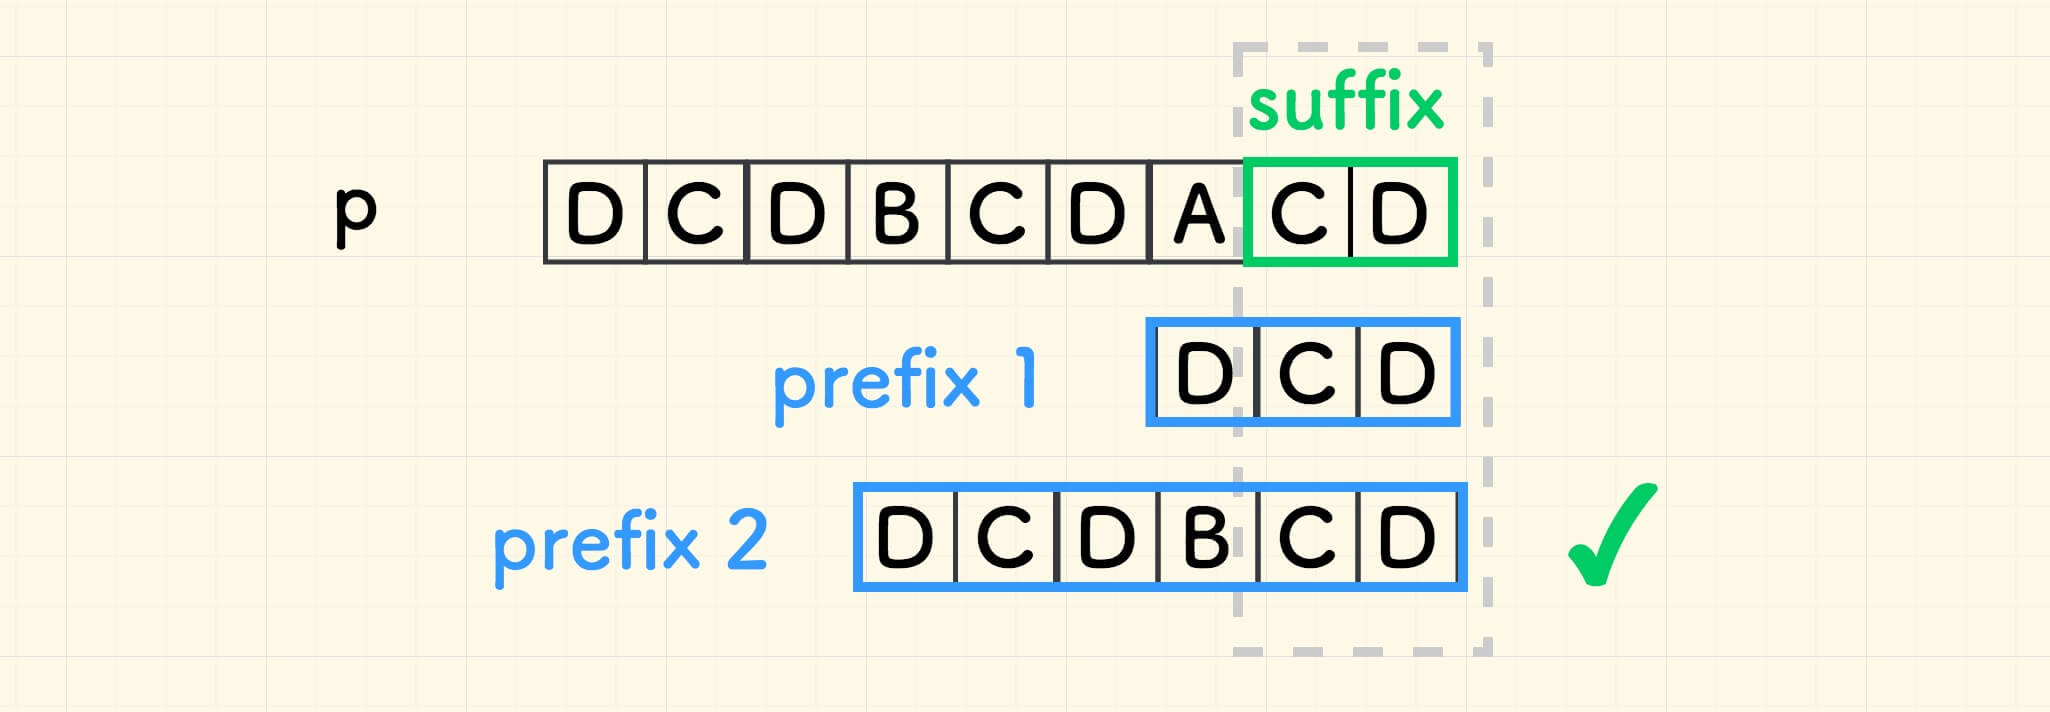 suffix
p D C D B C D A C D
prefix 1 D C D
prefix 2 D C D B C D